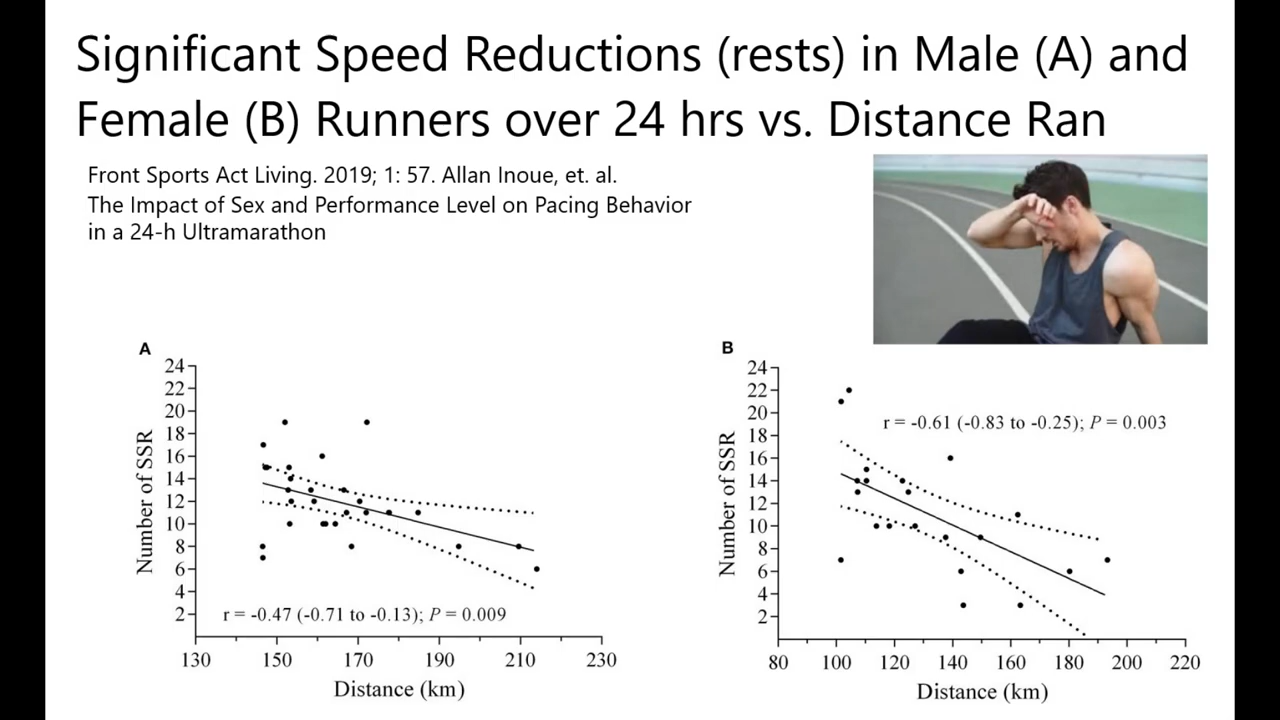 Significant Speed Reductions (rests) in Male (A) and
Female (B) Runners over 24 hrs vs. Distance Ran
Front Sports Act Living. 2019; 1: 57. Allan Inoue, et. al.
The Impact of Sex and Performance Level on Pacing Behavior
in a 24-h Ultramarathon
A
24
22
20
18
16
14
12
10
8
6
4
2
Number of SSR
r = -0.47 (-0.71 to -0.13); P = 0.009
130 150 170 190 210 230
Distance (km)
B
24
22
20
18
16
14
12
10
8
6
4
2
Number of SSR
r = -0.61 (-0.83 to -0.25); P = 0.003
80 100 120 140 160 180 200 220
Distance (km)